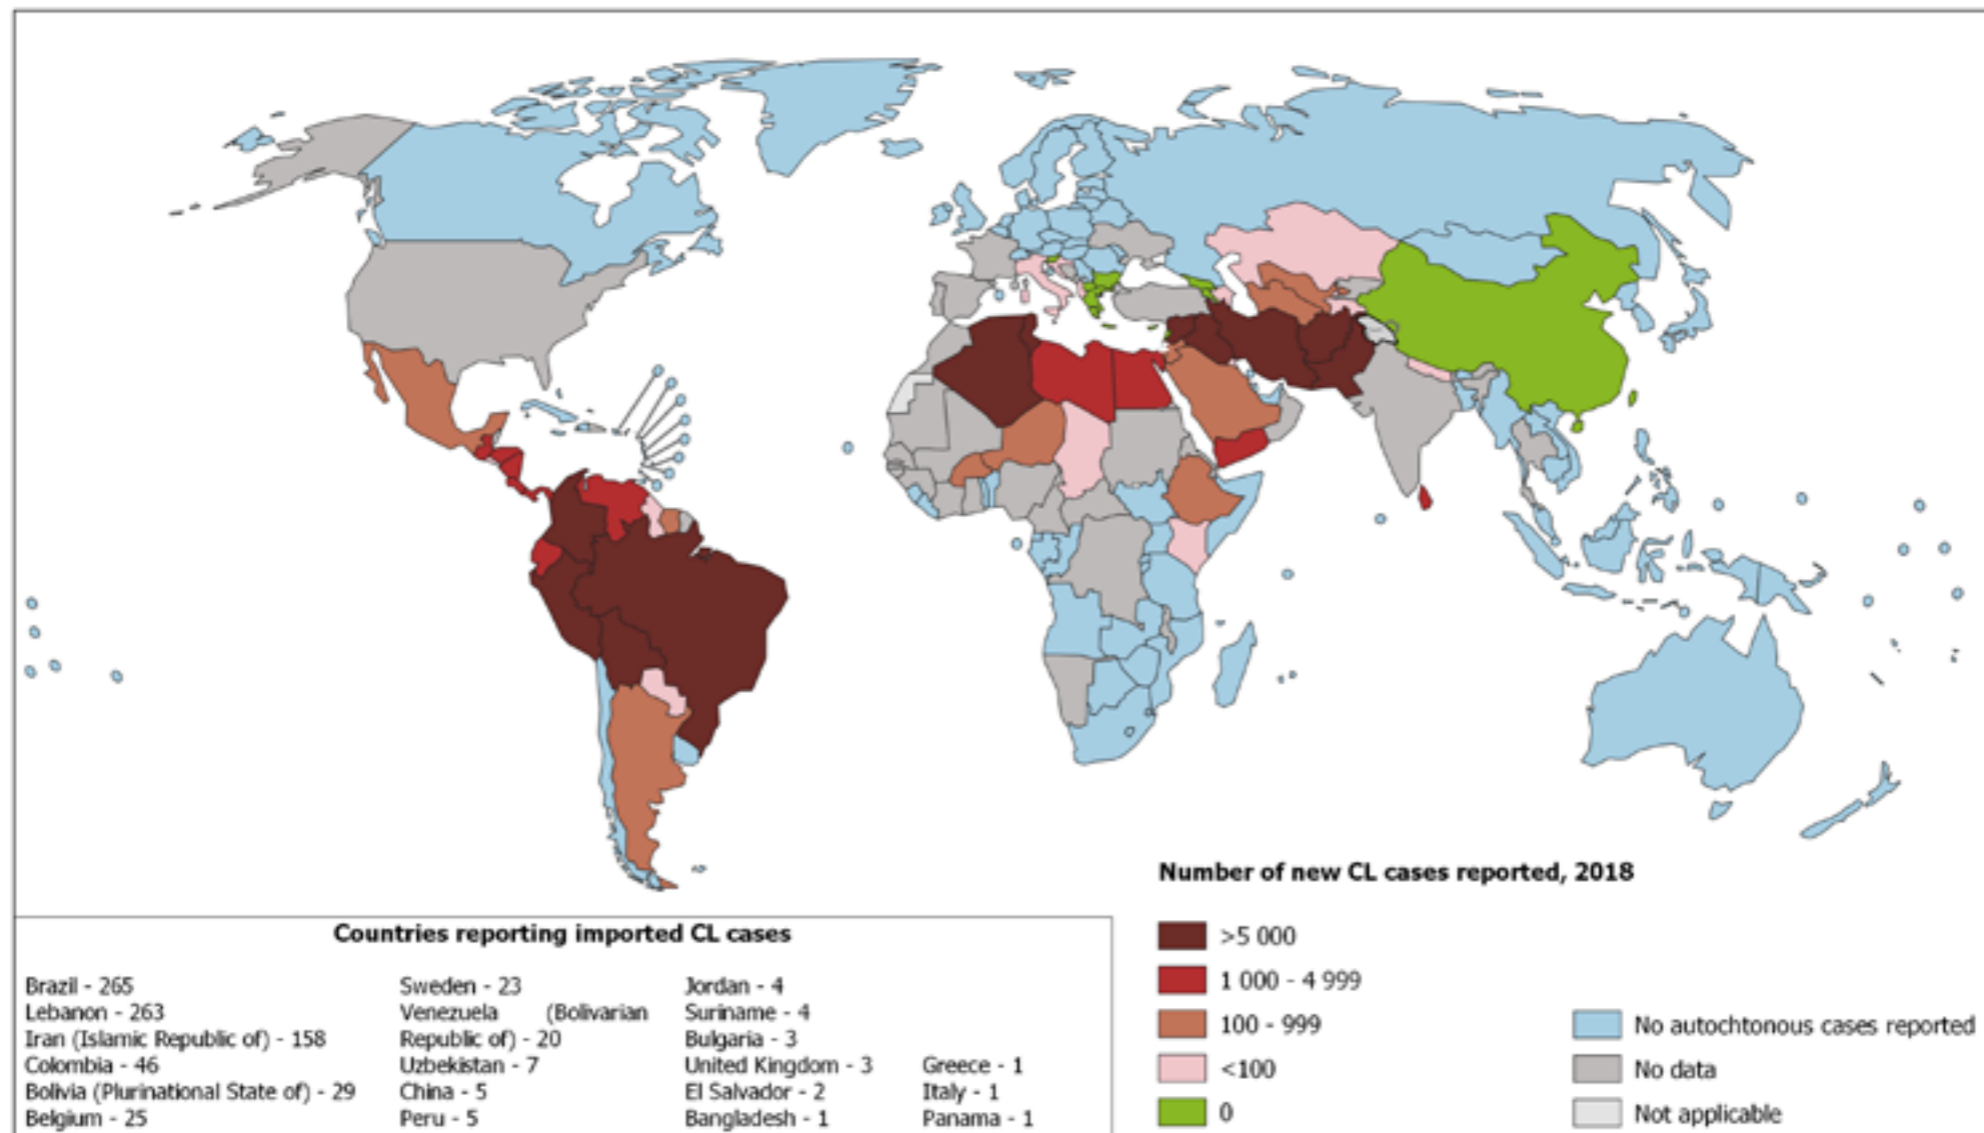 Number of new CL cases reported, 2018
>5 000
1 000 - 4 999
100 - 999
<100
0
No autochtonous cases reported
No data
Not applicable
Countries reporting imported CL cases
Brazil - 265
Lebanon - 263
Iran (Islamic Republic of) - 158
Colombia - 46
Bolivia (Plurinational State of) - 29
Belgium - 25
Sweden - 23
Venezuela (Bolivarian
Republic of) - 20
Uzbekistan - 7
China - 5
Peru - 5
Jordan - 4
Suriname - 4
Bulgaria - 3
United Kingdom - 3
El Salvador - 2
Bangladesh - 1
Greece - 1
Italy - 1
Panama - 1